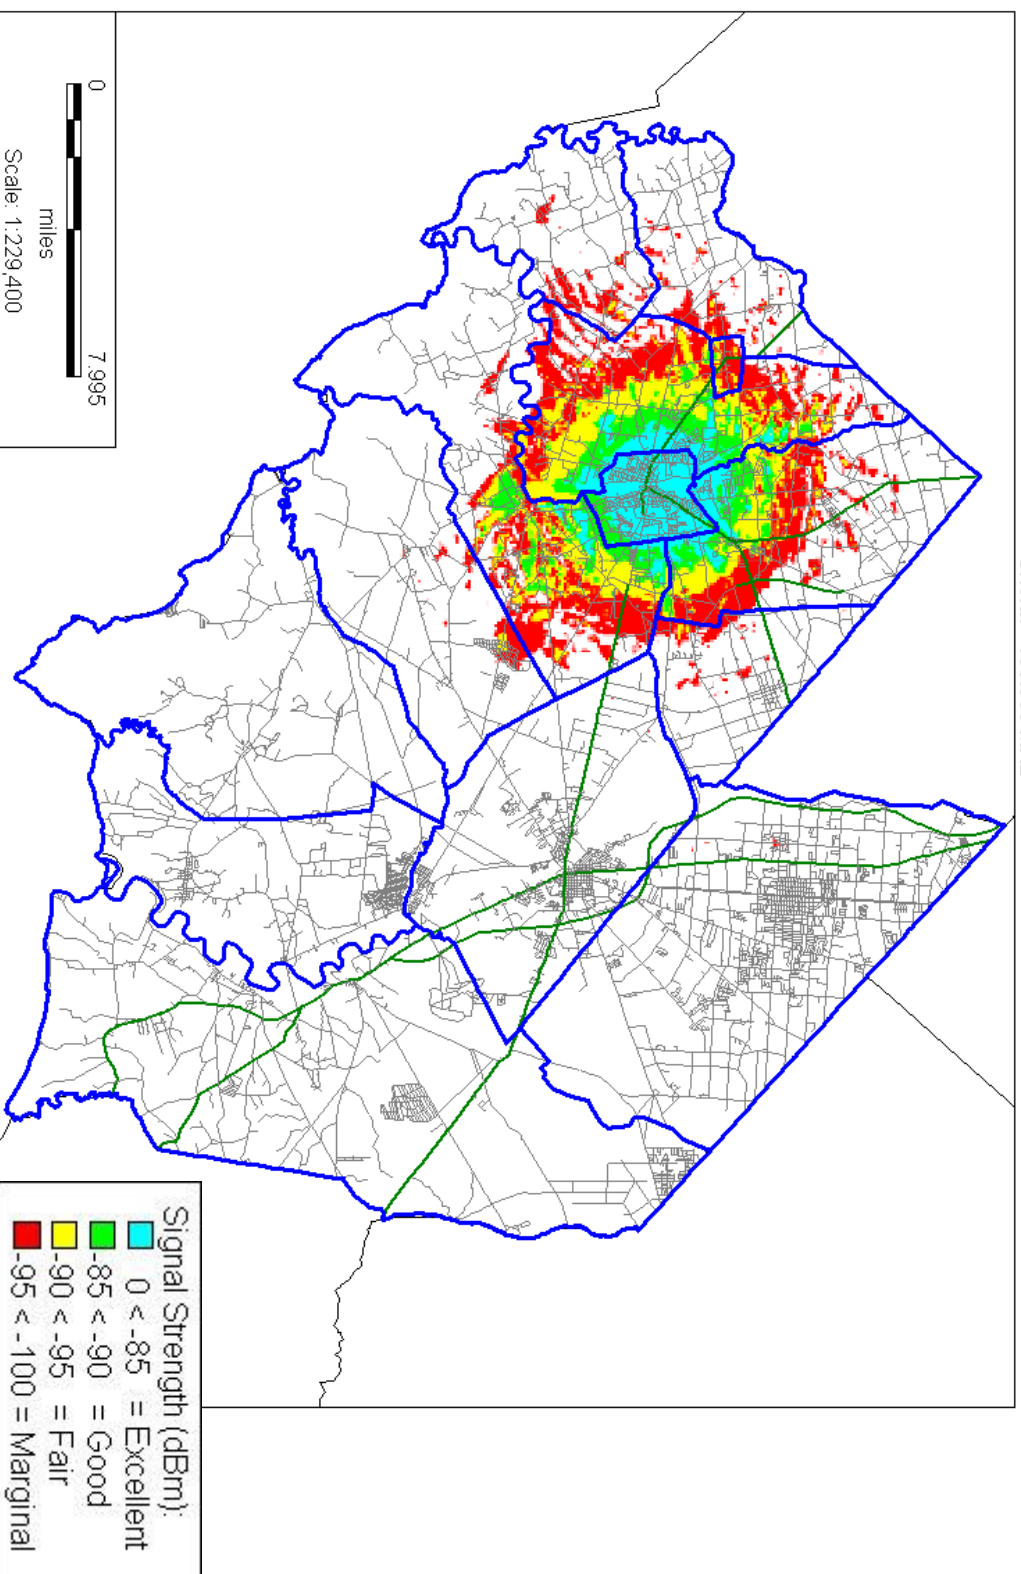 0 7.995
miles
Scale: 1:229,400
Signal Strength (dBm):
0 < -85 = Excellent
-85 < -90 = Good
-90 < -95 = Fair
-95 < -100 = Marginal